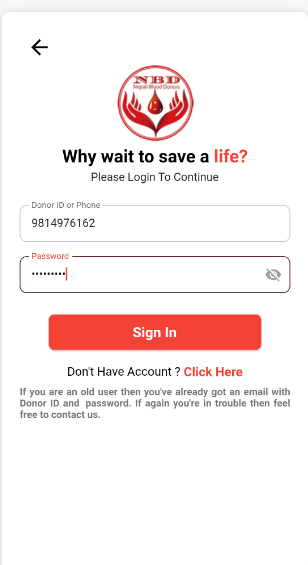 NBD
Nepali Blood Donors
Why wait to save a life?
Please Login To Continue
Donor ID or Phone
9814976162
Password
•••••••••
Sign In
Don't Have Account ? Click Here
If you are an old user then you've already got an email with
Donor ID and password. If again you're in trouble then feel
free to contact us.